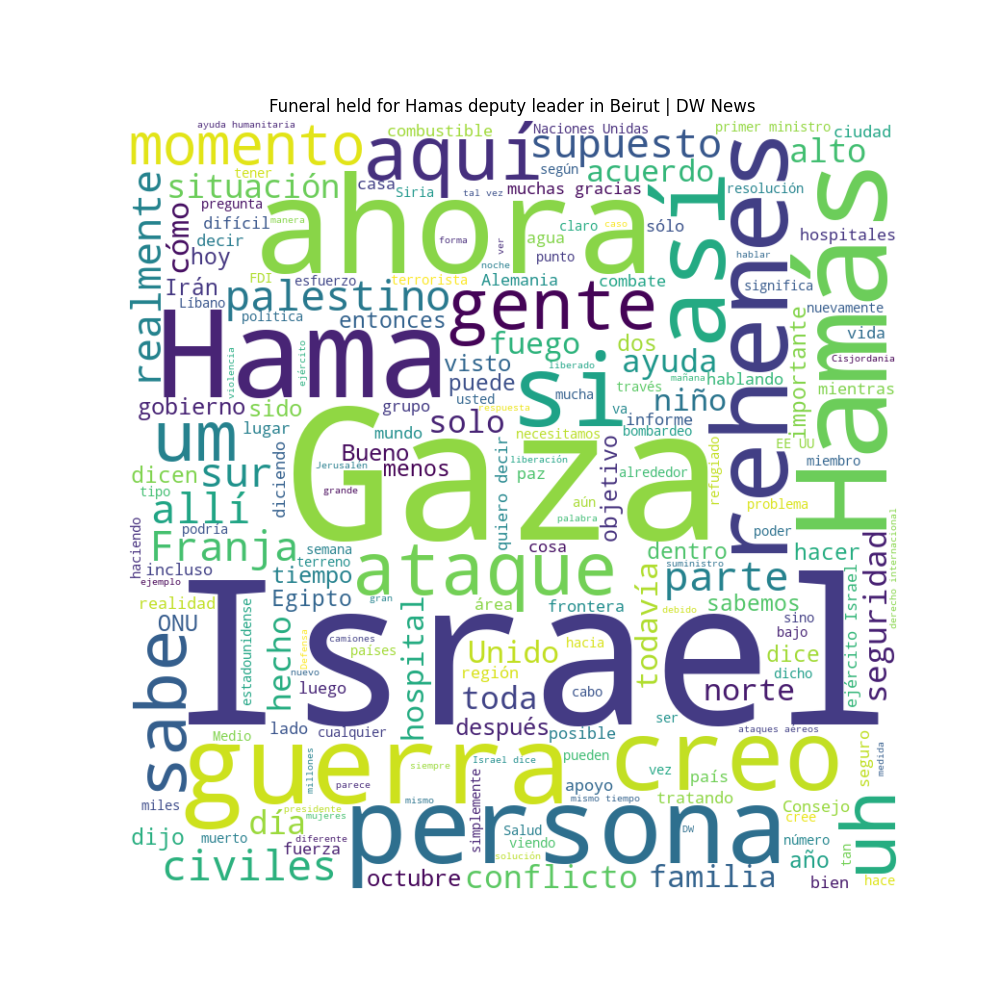 Funeral held for Hamas deputy leader in Beirut | DW News
ayuda humanitaria
combustible
Naciones Unidas
primer ministro
ciudad
momento
aquí
supuesto
alto
tener
situación
casa
Siria
según
tal vez
muchas gracias
acuerdo
resolución
pregunta
realmente
cómo
difícil
decir
hoy
manera
ahora
forma
ver
noche
agua
área
claro
punto
caso
sólo
así
rehenes
hablar
hospitales
Hamás
Irán
FDI
esfuerzo
terrorista
Alemania
combate
significa
Líbano
palestino
política
entonces
gente
nuevamente
vida
Cisjordania
importante
violencia
ejército
Hama
visto
fuego
dos
liberado
ayuda
mañana
hablando
mientras
puede
usted
si
mucha
través
niño
va
gobierno
sido
grupo
solo
respuesta
informe
bombardeo
EE UU
um
lugar
mundo
necesitamos
miembro
sur
Bueno
menos
Gaza
Jerusalén
liberación
paz
quiero decir
objetivo
alrededor
refugiado
problema
dicen
diciendo
tipo
grande
aún
palabra
poder
allí
podría
cosa
Franja
semana
terreno
dentro
hacer
haciendo
incluso
ejemplo
tiempo
ataque
suministro
parte
seguridad
derecho internacional
realidad
Egipto
gran
frontera
debido
sabemos
sino
ONU
estadounidense
hecho
Defensa
camiones
países
hospital
Unido
hacia
todavía
bajo
dice
dicho
ejército Israel
sabe
Israel
nuevo
luego
región
toda
cabo
norte
lado
cualquier
después
posible
ser
ataques aéreos
Medio
guerra
millones
siempre
Israel dice
pueden
creo
seguro
medida
parece
apoyo
vez
país
miles
presidente
mujeres
mismo
simplemente
mismo tiempo
tratando
Consejo
cree
dijo
muerto
día
diferente
fuerza
persona
Salud
viendo
DW
número
tan
uh
solución
civiles
octubre
conflicto
familia
año
bien
hace